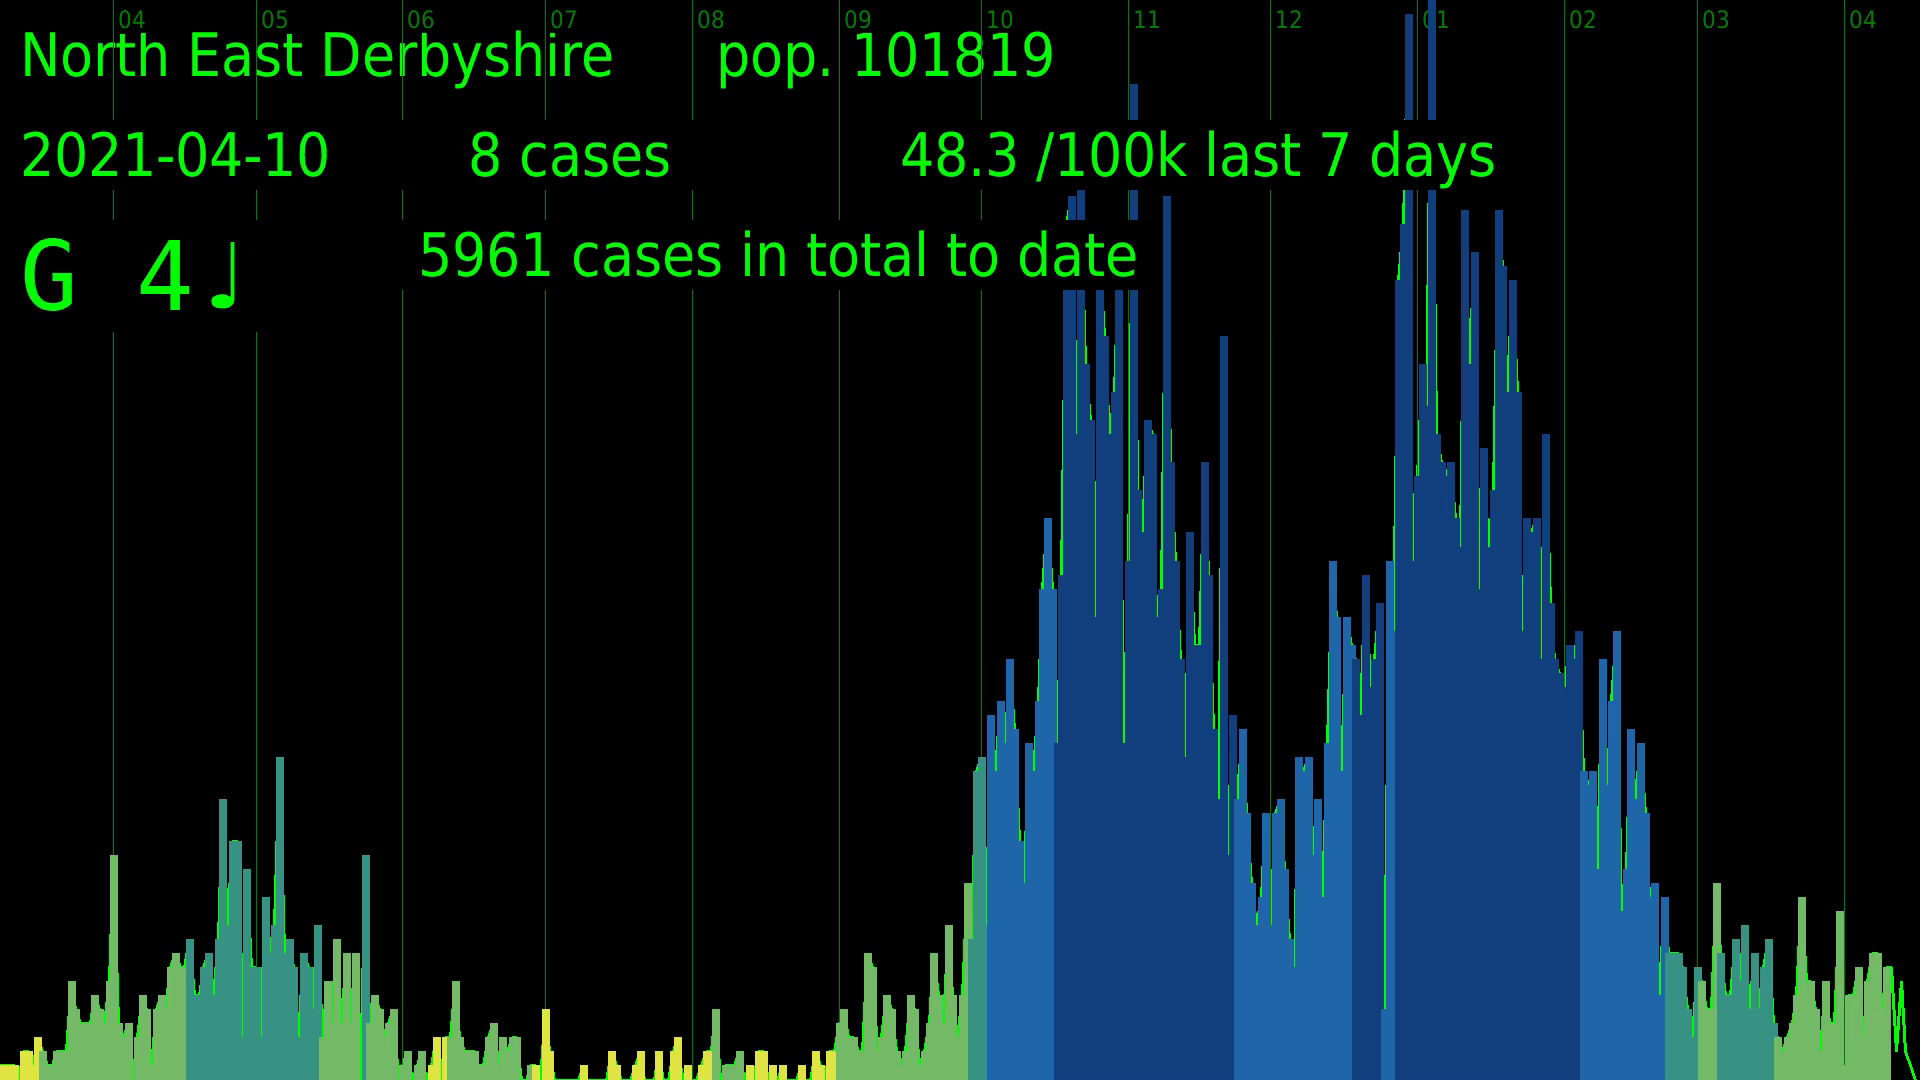 04 05 06 07 08 09 10 11 12 01 02 03 04
North East Derbyshire pop. 101819
2021-04-10 8 cases 48.3 /100k last 7 days
G 4♩ 5961 cases in total to date